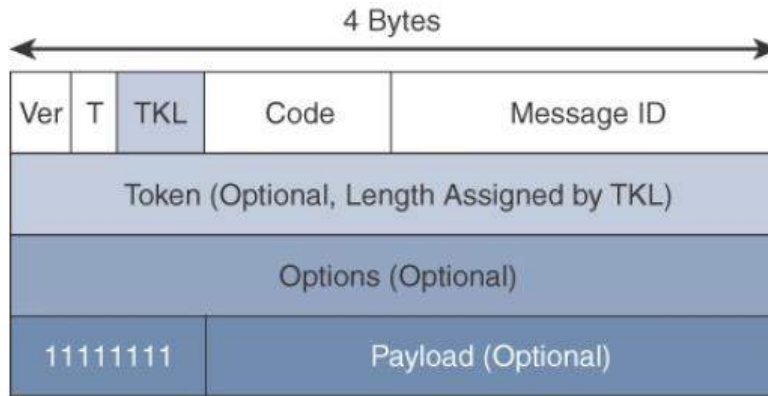 4 Bytes
Ver T TKL Code Message ID
Token (Optional, Length Assigned by TKL)
Options (Optional)
11111111 Payload (Optional)